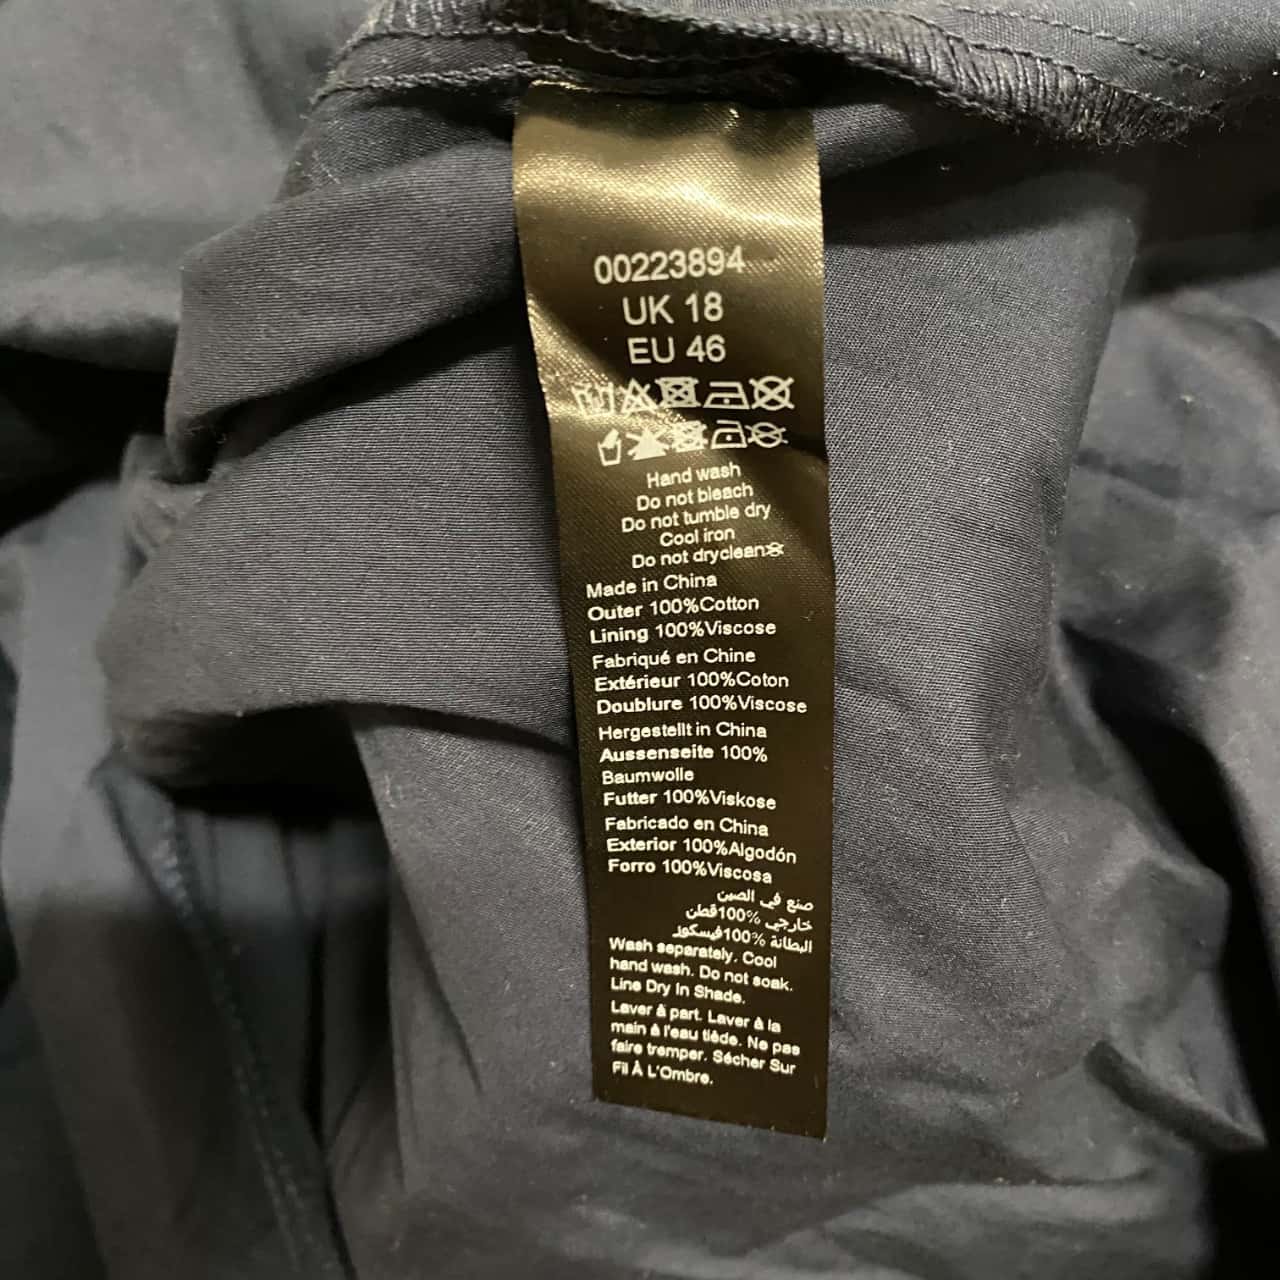 00223894
UK 18
EU 46
Hand wash
Do not bleach
Do not tumble dry
Cool iron
Do not dryclean
Made in China
Outer 100%Cotton
Lining 100%Viscose
Fabriqué en Chine
Extérieur 100%Coton
Doublure 100%Viscose
Hergestellt in China
Aussenseite 100%
Baumwolle
Futter 100%Viskose
Fabricado en China
Exterior 100%Algodón
Forro 100%Viscosa
صنع في الصين
خارجي %100قطن
البطانة %100فيسكوز
Wash separately. Cool
hand wash. Do not soak.
Line Dry In Shade.
Laver à part. Laver à la
main à l'eau tiède. Ne pas
faire tremper. Sécher Sur
Fil À L'Ombre.